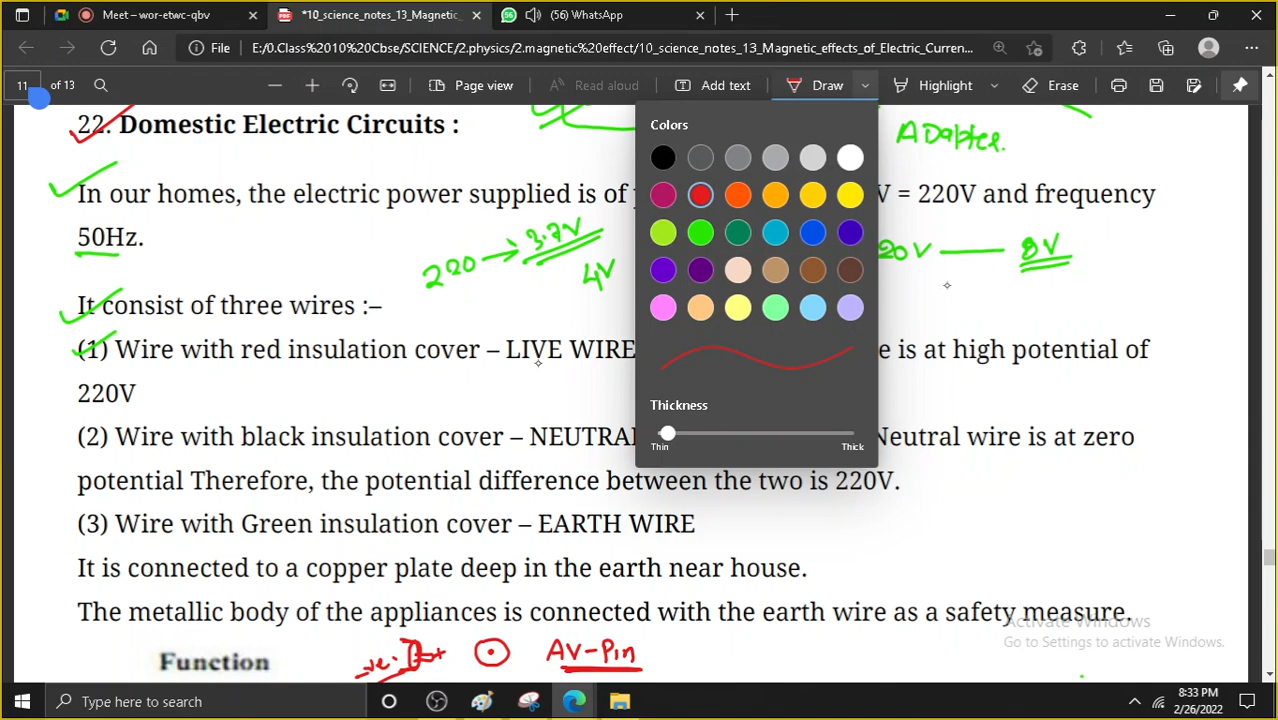 Meet – wor-etwc-qbv
*10_science_notes_13_Magnetic_
(56) WhatsApp
File
E:/0.Class%2010%20Cbse/SCIENCE/2.physics/2.magnetic%20effect/10_science_notes_13_Magnetic_effects_of_Electric_Curren...
11 of 13
Page view
Read aloud
Add text
Draw
Highlight
Erase
Colors
Thickness
Thin
Thick
22. Domestic Electric Circuits :
ADapter.
In our homes, the electric power supplied is of
V = 220V and frequency
50Hz.
220 → 3.7V
4V
20V — 8V
It consist of three wires :–
(1) Wire with red insulation cover – LIVE WIRE
e is at high potential of
220V
(2) Wire with black insulation cover – NEUTRAL
Neutral wire is at zero
potential Therefore, the potential difference between the two is 220V.
(3) Wire with Green insulation cover – EARTH WIRE
It is connected to a copper plate deep in the earth near house.
The metallic body of the appliances is connected with the earth wire as a safety measure.
Activate Windows
Go to Settings to activate Windows.
Function
AV-Pin
Type here to search
8:33 PM
2/26/2022